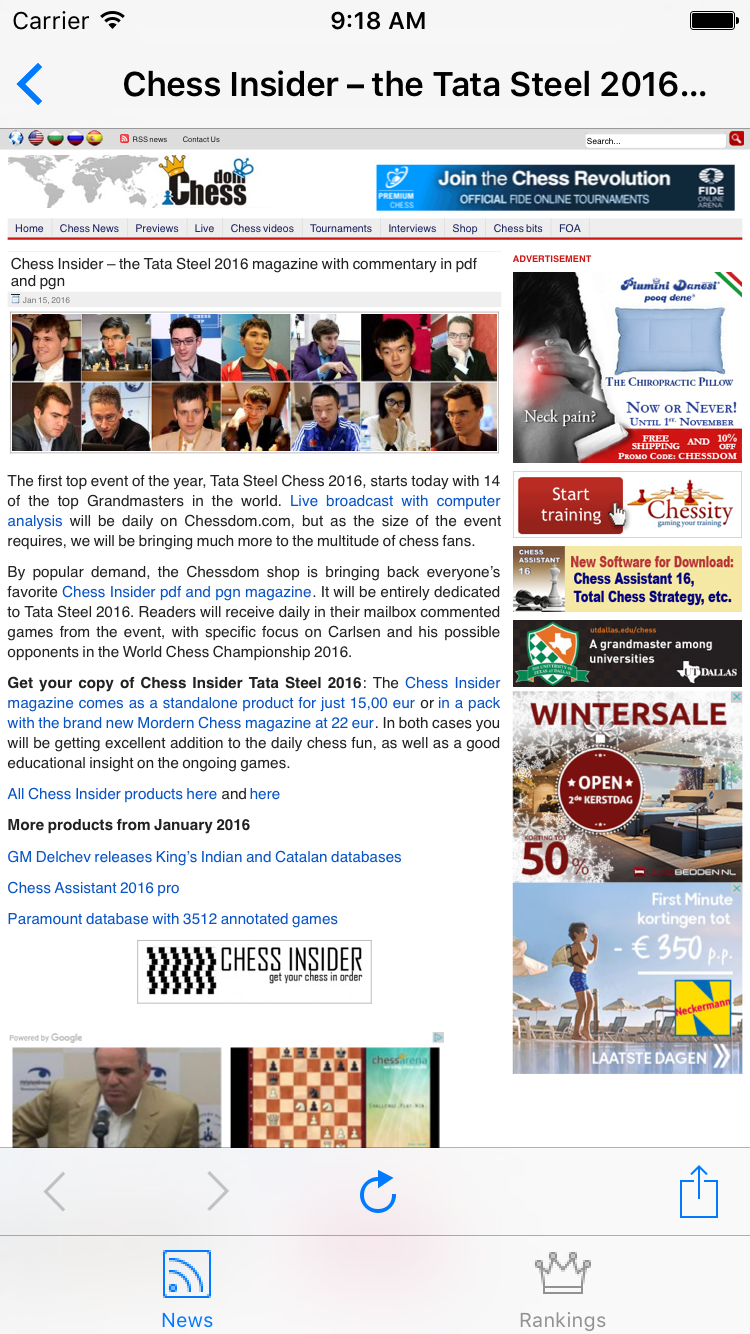 Carrier 9:18 AM
Chess Insider – the Tata Steel 2016...
RSS news Contact Us Search...
dom
Chess
PREMIUM CHESS
Join the Chess Revolution
OFFICIAL FIDE ONLINE TOURNAMENTS
FIDE
ONLINE
ARENA
Home Chess News Previews Live Chess videos Tournaments Interviews Shop Chess bits FOA
Chess Insider – the Tata Steel 2016 magazine with commentary in pdf
and pgn
Jan 15, 2016
The first top event of the year, Tata Steel Chess 2016, starts today with 14
of the top Grandmasters in the world. Live broadcast with computer
analysis will be daily on Chessdom.com, but as the size of the event
requires, we will be bringing much more to the multitude of chess fans.
By popular demand, the Chessdom shop is bringing back everyone’s
favorite Chess Insider pdf and pgn magazine. It will be entirely dedicated
to Tata Steel 2016. Readers will receive daily in their mailbox commented
games from the event, with specific focus on Carlsen and his possible
opponents in the World Chess Championship 2016.
Get your copy of Chess Insider Tata Steel 2016: The Chess Insider
magazine comes as a standalone product for just 15,00 eur or in a pack
with the brand new Mordern Chess magazine at 22 eur. In both cases you
will be getting excellent addition to the daily chess fun, as well as a good
educational insight on the ongoing games.
All Chess Insider products here and here
More products from January 2016
GM Delchev releases King’s Indian and Catalan databases
Chess Assistant 2016 pro
Paramount database with 3512 annotated games
CHESS INSIDER
get your chess in order
Powered by Google
chessarena
CHALLENGE.PLAY.WIN.
ADVERTISEMENT
Piumini Danesi
pooq dene
THE CHIROPRACTIC PILLOW
Neck pain?
NOW OR NEVER!
UNTIL 1ST NOVEMBER
FREE SHIPPING AND 10% OFF
PROMO CODE: CHESSDOM
Start
training
Chessity
gaming your training
CHESS
ASSISTANT
16
New Software for Download:
Chess Assistant 16,
Total Chess Strategy, etc.
utdallas.edu/chess
A grandmaster among
universities
UT DALLAS
WINTERSALE
OPEN
2de KERSTDAG
KORTING TOT
50%
BEDDEN.NL
First Minute
kortingen tot
- € 350 p.p.
Neckermann
LAATSTE DAGEN
News Rankings